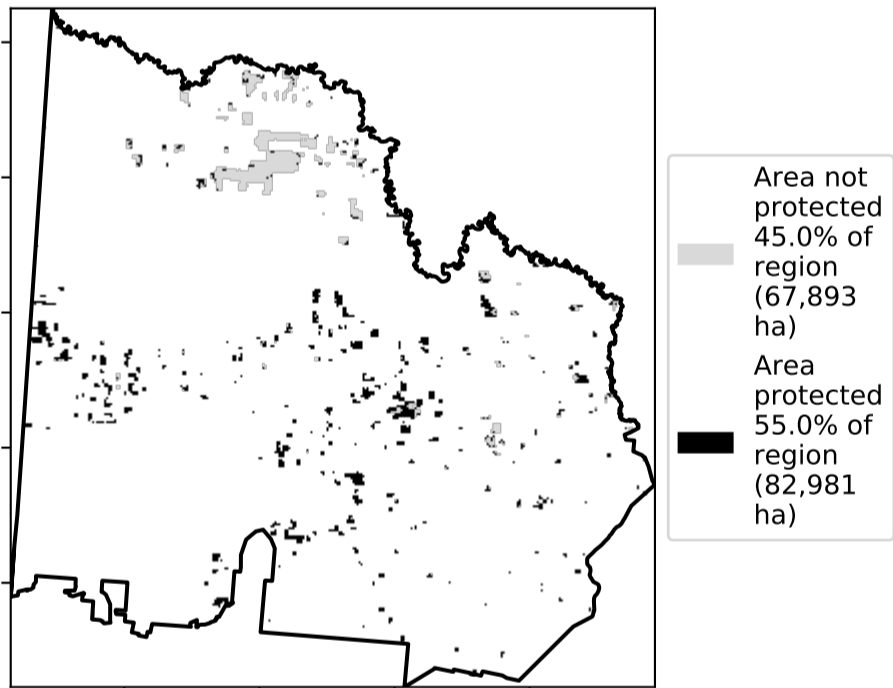 Area not
protected
45.0% of
region
(67,893
ha)
Area
protected
55.0% of
region
(82,981
ha)